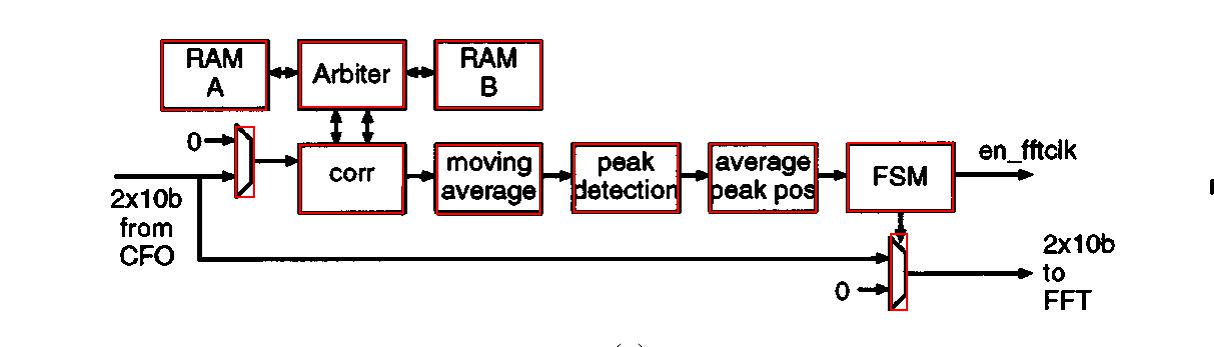 RAM
A
Arbiter
RAM
B
0
corr
moving
average
peak
detection
average
peak pos
FSM
en_fftclk
2x10b
from
CFO
0
2x10b
to
FFT